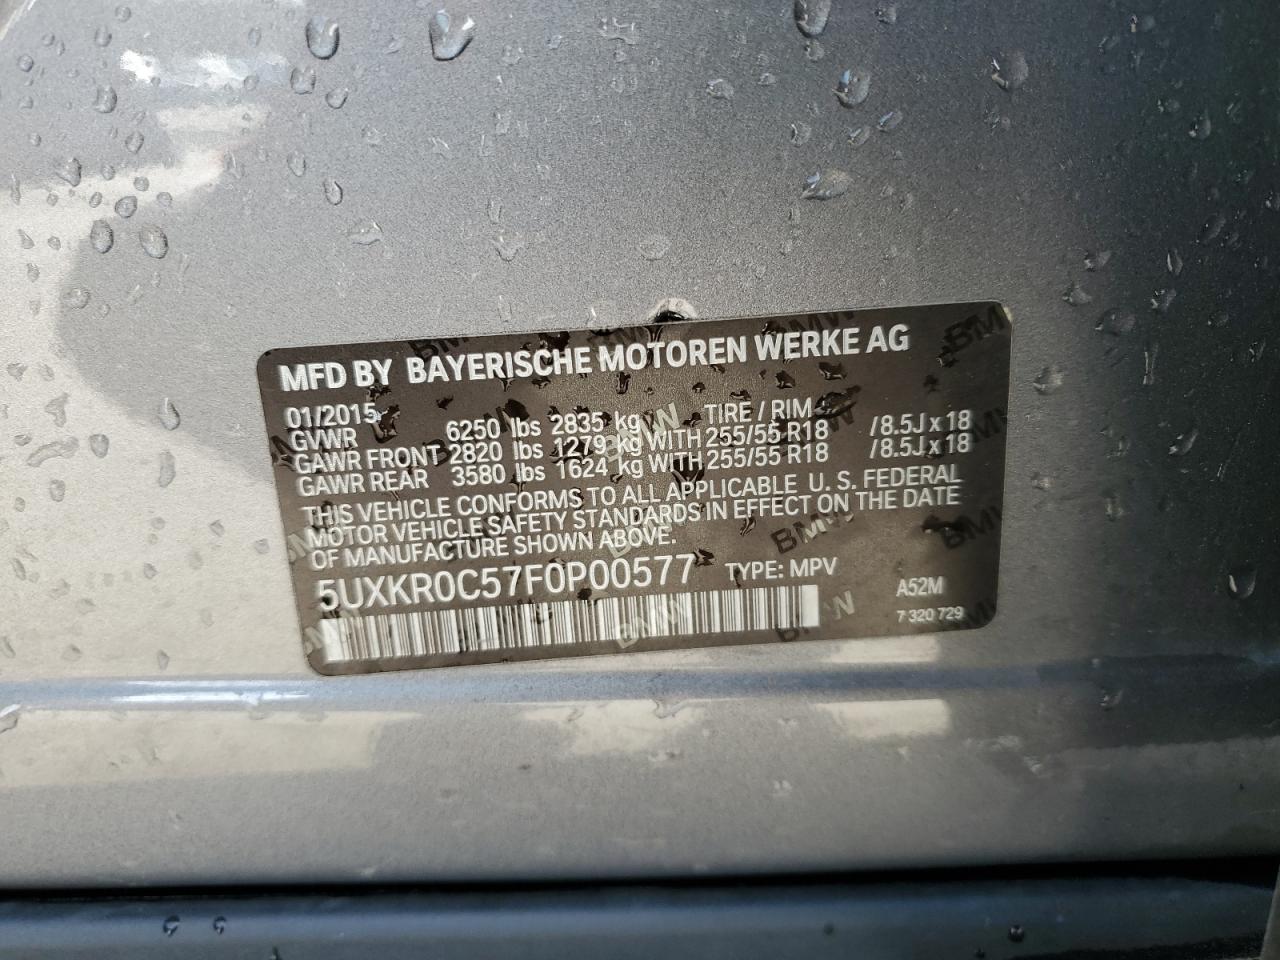 MFD BY BAYERISCHE MOTOREN WERKE AG
01/2015 TIRE / RIM
GVWR 6250 lbs 2835 kg
GAWR FRONT 2820 lbs 1279 kg WITH 255/55 R18 /8.5J x 18
GAWR REAR 3580 lbs 1624 kg WITH 255/55 R18 /8.5J x 18
THIS VEHICLE CONFORMS TO ALL APPLICABLE U. S. FEDERAL
MOTOR VEHICLE SAFETY STANDARDS IN EFFECT ON THE DATE
OF MANUFACTURE SHOWN ABOVE.
5UXKR0C57F0P00577 TYPE: MPV
A52M
7 320 729